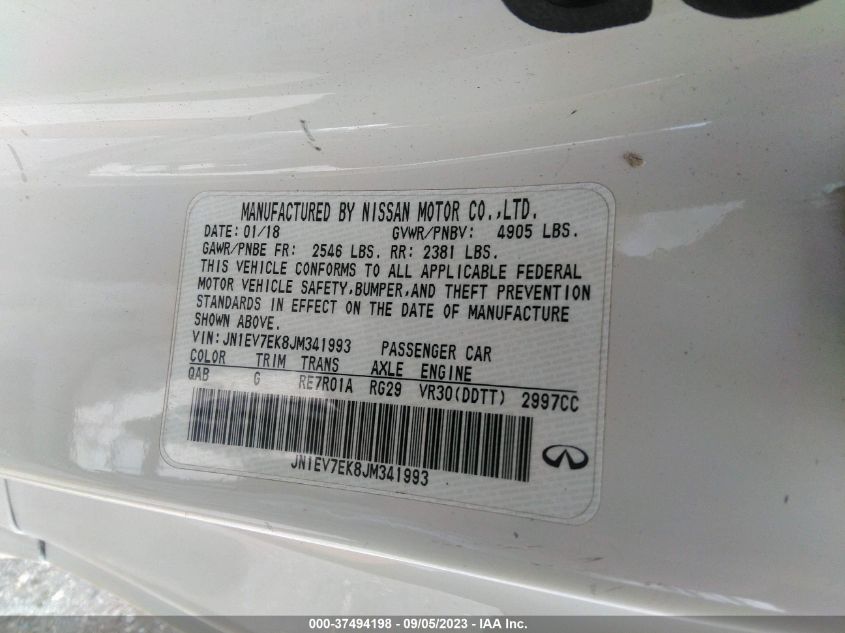 MANUFACTURED BY NISSAN MOTOR CO.,LTD.
DATE: 01/18 GVWR/PNBV: 4905 LBS.
GAWR/PNBE FR: 2546 LBS. RR: 2381 LBS.
THIS VEHICLE CONFORMS TO ALL APPLICABLE FEDERAL
MOTOR VEHICLE SAFETY,BUMPER,AND THEFT PREVENTION
STANDARDS IN EFFECT ON THE DATE OF MANUFACTURE
SHOWN ABOVE.
VIN:JN1EV7EK8JM341993 PASSENGER CAR
COLOR TRIM TRANS AXLE ENGINE
QAB G RE7R01A RG29 VR30(DDTT) 2997CC
JN1EV7EK8JM341993
000-37494198 - 09/05/2023 - IAA Inc.